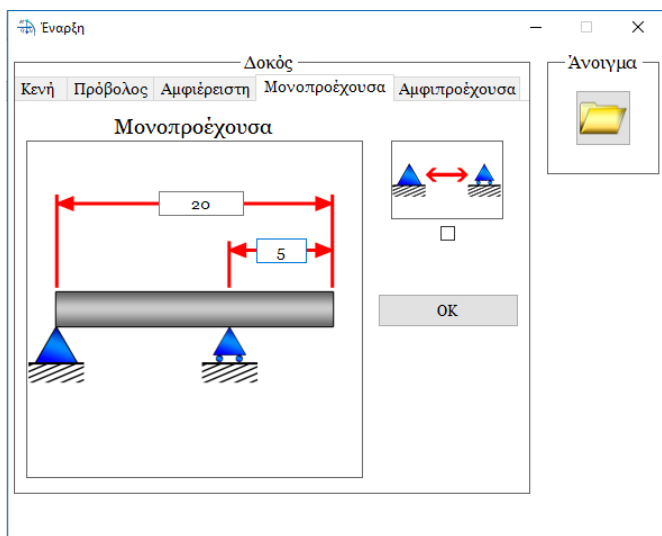 Έναρξη
Δοκός
Άνοιγμα
Κενή Πρόβολος Αμφιέρειστη Μονοπροέχουσα Αμφιπροέχουσα
Μονοπροέχουσα
20
5
OK